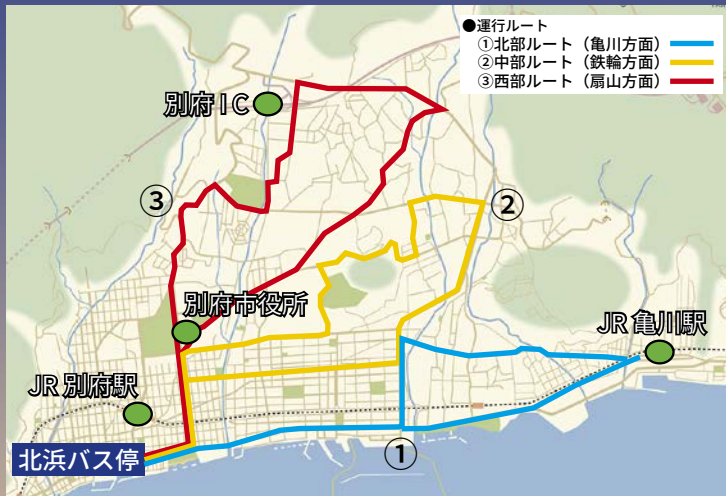 ●運行ルート
①北部ルート（亀川方面）
②中部ルート（鉄輪方面）
③西部ルート（扇山方面）
別府IC
③
②
別府市役所
JR 亀川駅
JR 別府駅
北浜バス停
①